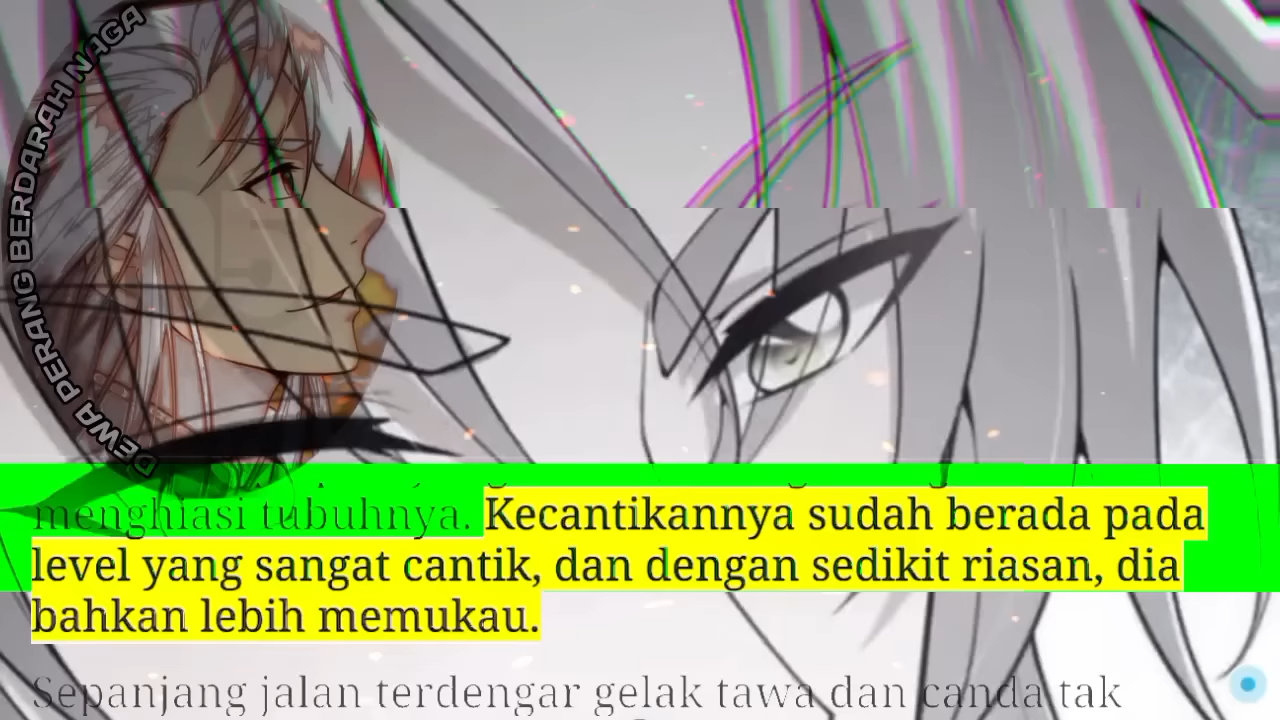 DEWA PERANG BERDARAH NAGA
menghiasi tubuhnya. Kecantikannya sudah berada pada
level yang sangat cantik, dan dengan sedikit riasan, dia
bahkan lebih memukau.
Sepanjang jalan terdengar gelak tawa dan canda tak